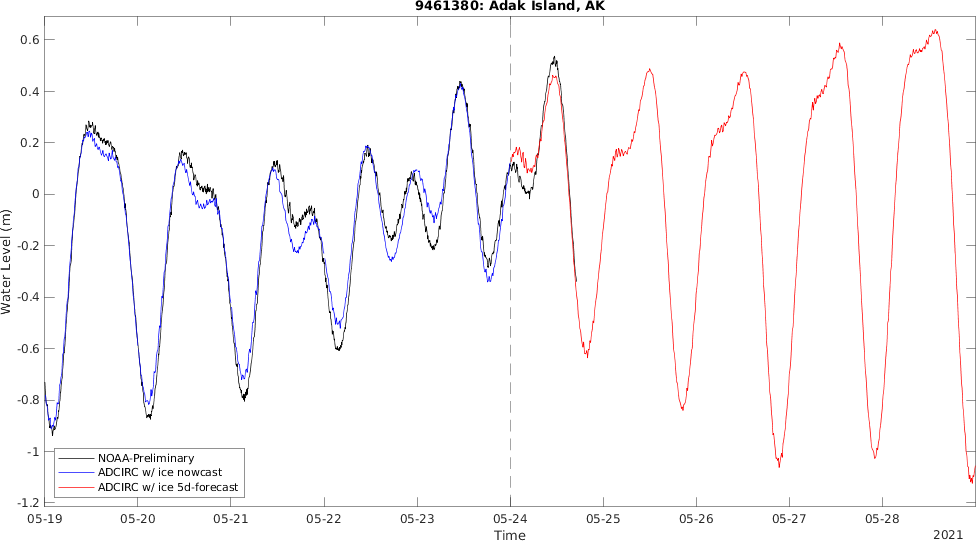 9461380: Adak Island, AK
0.6
0.4
0.2
0
-0.2
-0.4
-0.6
-0.8
-1
-1.2
Water Level (m)
NOAA-Preliminary
ADCIRC w/ ice nowcast
ADCIRC w/ ice 5d-forecast
05-19 05-20 05-21 05-22 05-23 05-24 05-25 05-26 05-27 05-28
Time
2021